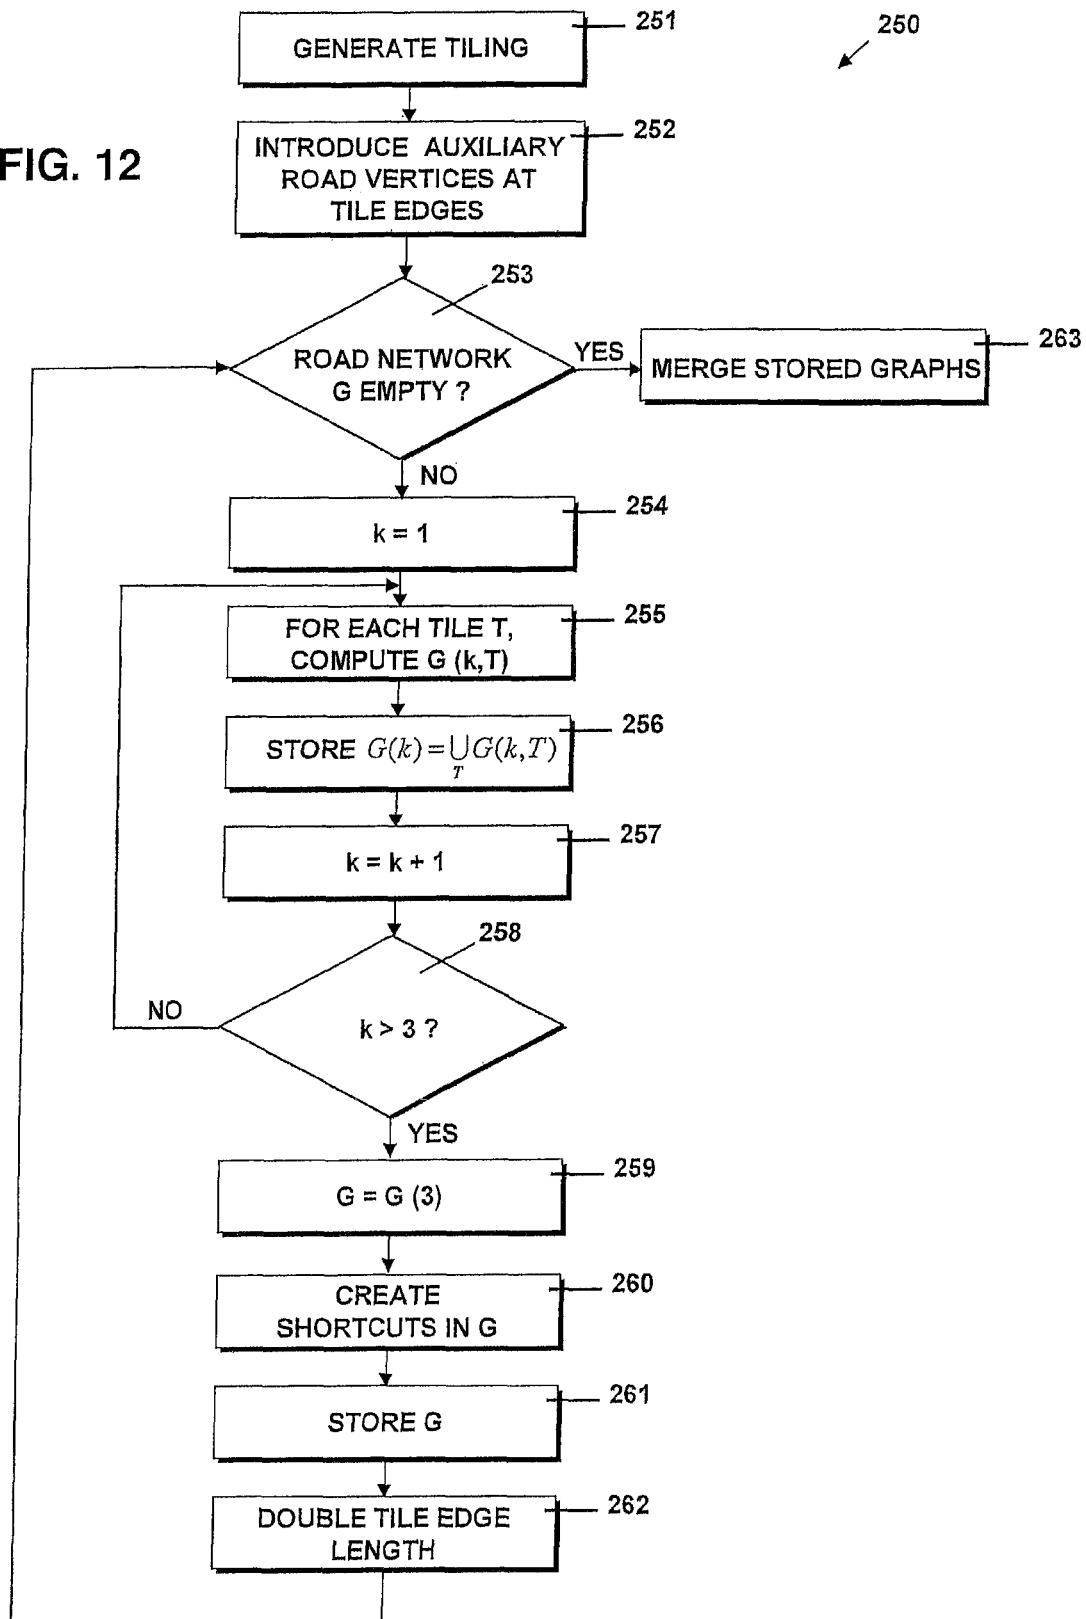 251
250
GENERATE TILING
252
FIG. 12
INTRODUCE AUXILIARY
ROAD VERTICES AT
TILE EDGES
253
ROAD NETWORK
G EMPTY ?
YES
263
MERGE STORED GRAPHS
NO
254
k = 1
255
FOR EACH TILE T,
COMPUTE G (k,T)
256
STORE G(k) = ⋃_T G(k,T)
257
k = k + 1
258
NO
k > 3 ?
YES
259
G = G (3)
260
CREATE
SHORTCUTS IN G
261
STORE G
262
DOUBLE TILE EDGE
LENGTH